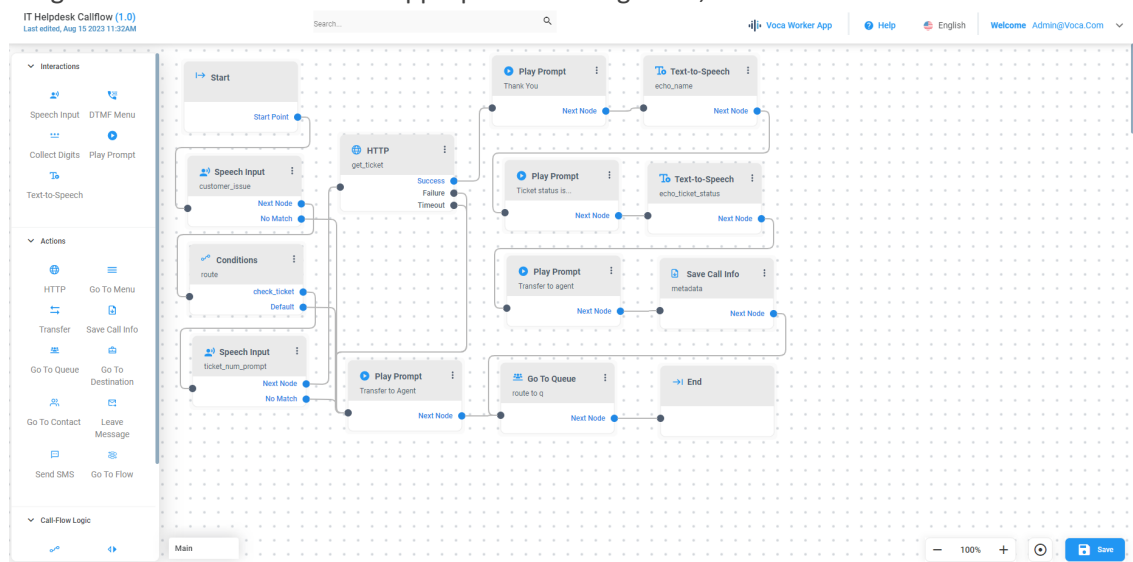 IT Helpdesk Callflow (1.0)
Last edited, Aug 15 2023 11:32AM
Search...
Voca Worker App
Help
English
Welcome Admin@Voca.Com
Interactions
Speech Input
DTMF Menu
Collect Digits
Play Prompt
Text-to-Speech
Actions
HTTP
Go To Menu
Transfer
Save Call Info
Go To Queue
Go To
Destination
Go To Contact
Leave
Message
Send SMS
Go To Flow
Call-Flow Logic
Start
Start Point
Speech Input
customer_issue
Next Node
No Match
Conditions
route
check_ticket
Default
Speech Input
ticket_num_prompt
Next Node
No Match
HTTP
get_ticket
Success
Failure
Timeout
Play Prompt
Transfer to Agent
Next Node
Play Prompt
Thank You
Next Node
Text-to-Speech
echo_name
Next Node
Play Prompt
Ticket status is...
Next Node
Text-to-Speech
echo_ticket_status
Next Node
Play Prompt
Transfer to agent
Next Node
Save Call Info
metadata
Next Node
Go To Queue
route to q
Next Node
End
Main
100%
Save